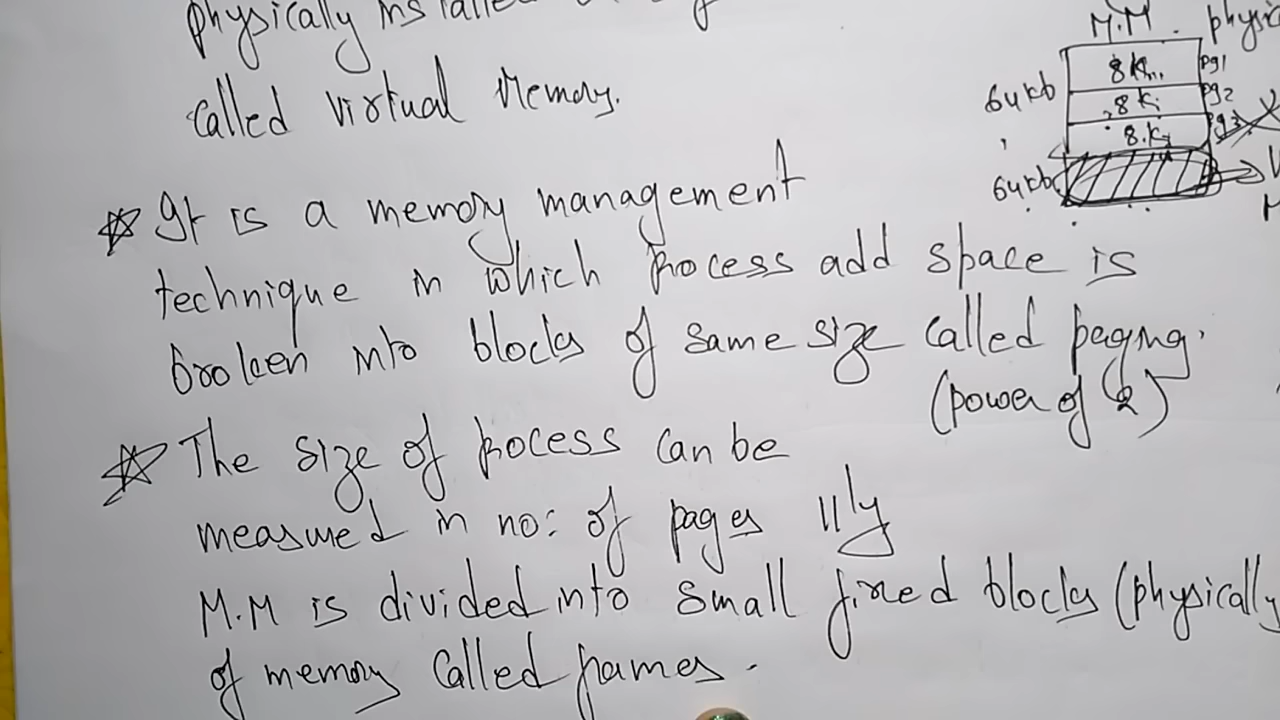 physically installed
called virtual Memory.
☆ It is a memory management
technique in which process add space is
broken into blocks of same size called paging.
(power of 2)
☆ The size of process can be
measured in no: of pages llly
M.M is divided into small fixed blocks (physically
of memory called frames.
M.M. physic
8K pg1
64kb
8K pg2
8K pg3
64kb